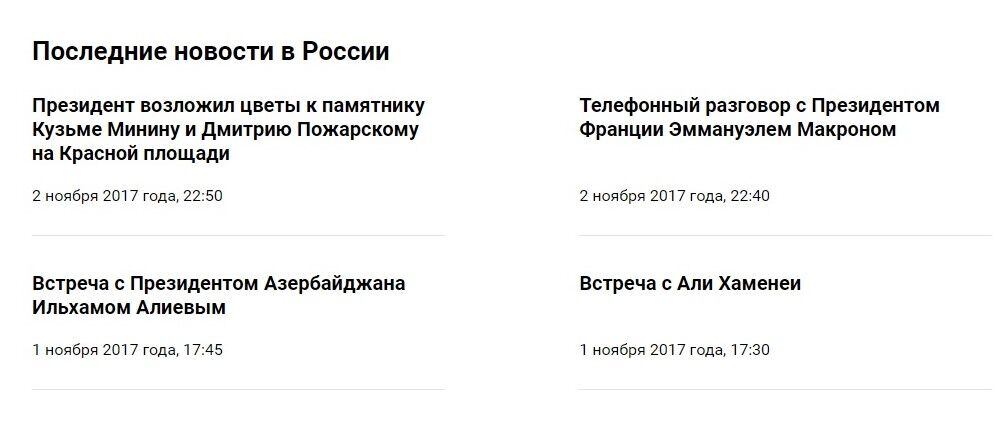 Последние новости в России
Президент возложил цветы к памятнику
Кузьме Минину и Дмитрию Пожарскому
на Красной площади
2 ноября 2017 года, 22:50
Телефонный разговор с Президентом
Франции Эммануэлем Макроном
2 ноября 2017 года, 22:40
Встреча с Президентом Азербайджана
Ильхамом Алиевым
1 ноября 2017 года, 17:45
Встреча с Али Хаменеи
1 ноября 2017 года, 17:30